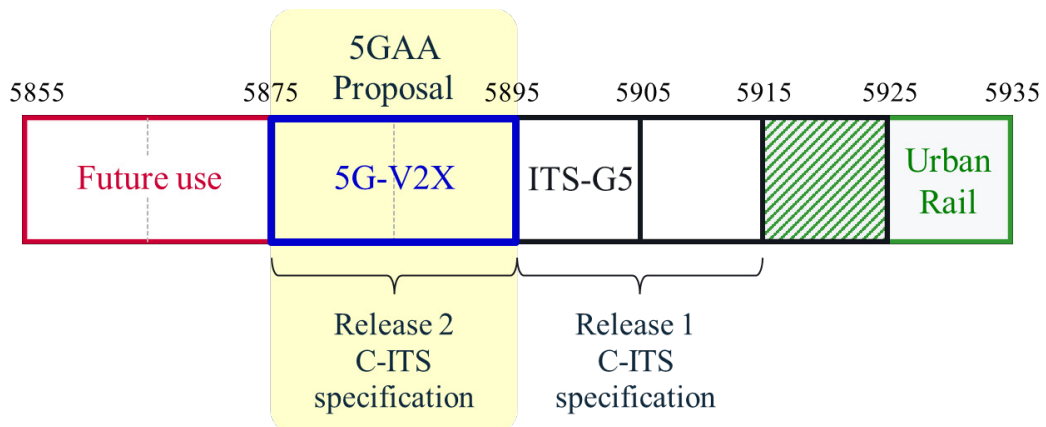 5GAA
Proposal
5855 5875 5895 5905 5915 5925 5935
Future use 5G-V2X ITS-G5 Urban
Rail
Release 2 Release 1
C-ITS C-ITS
specification specification